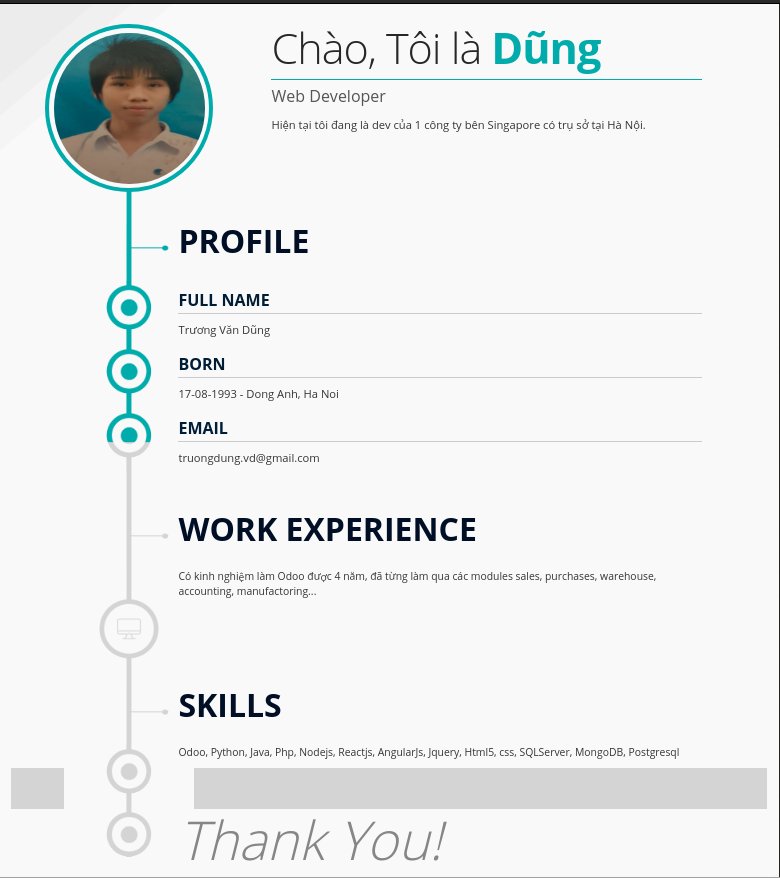 Chào, Tôi là Dũng
Web Developer
Hiện tại tôi đang là dev của 1 công ty bên Singapore có trụ sở tại Hà Nội.
PROFILE
FULL NAME
Trương Văn Dũng
BORN
17-08-1993 - Dong Anh, Ha Noi
EMAIL
truongdung.vd@gmail.com
WORK EXPERIENCE
Có kinh nghiệm làm Odoo được 4 năm, đã từng làm qua các modules sales, purchases, warehouse,
accounting, manufactoring...
SKILLS
Odoo, Python, Java, Php, Nodejs, Reactjs, AngularJs, Jquery, Html5, css, SQLServer, MongoDB, Postgresql
Thank You!